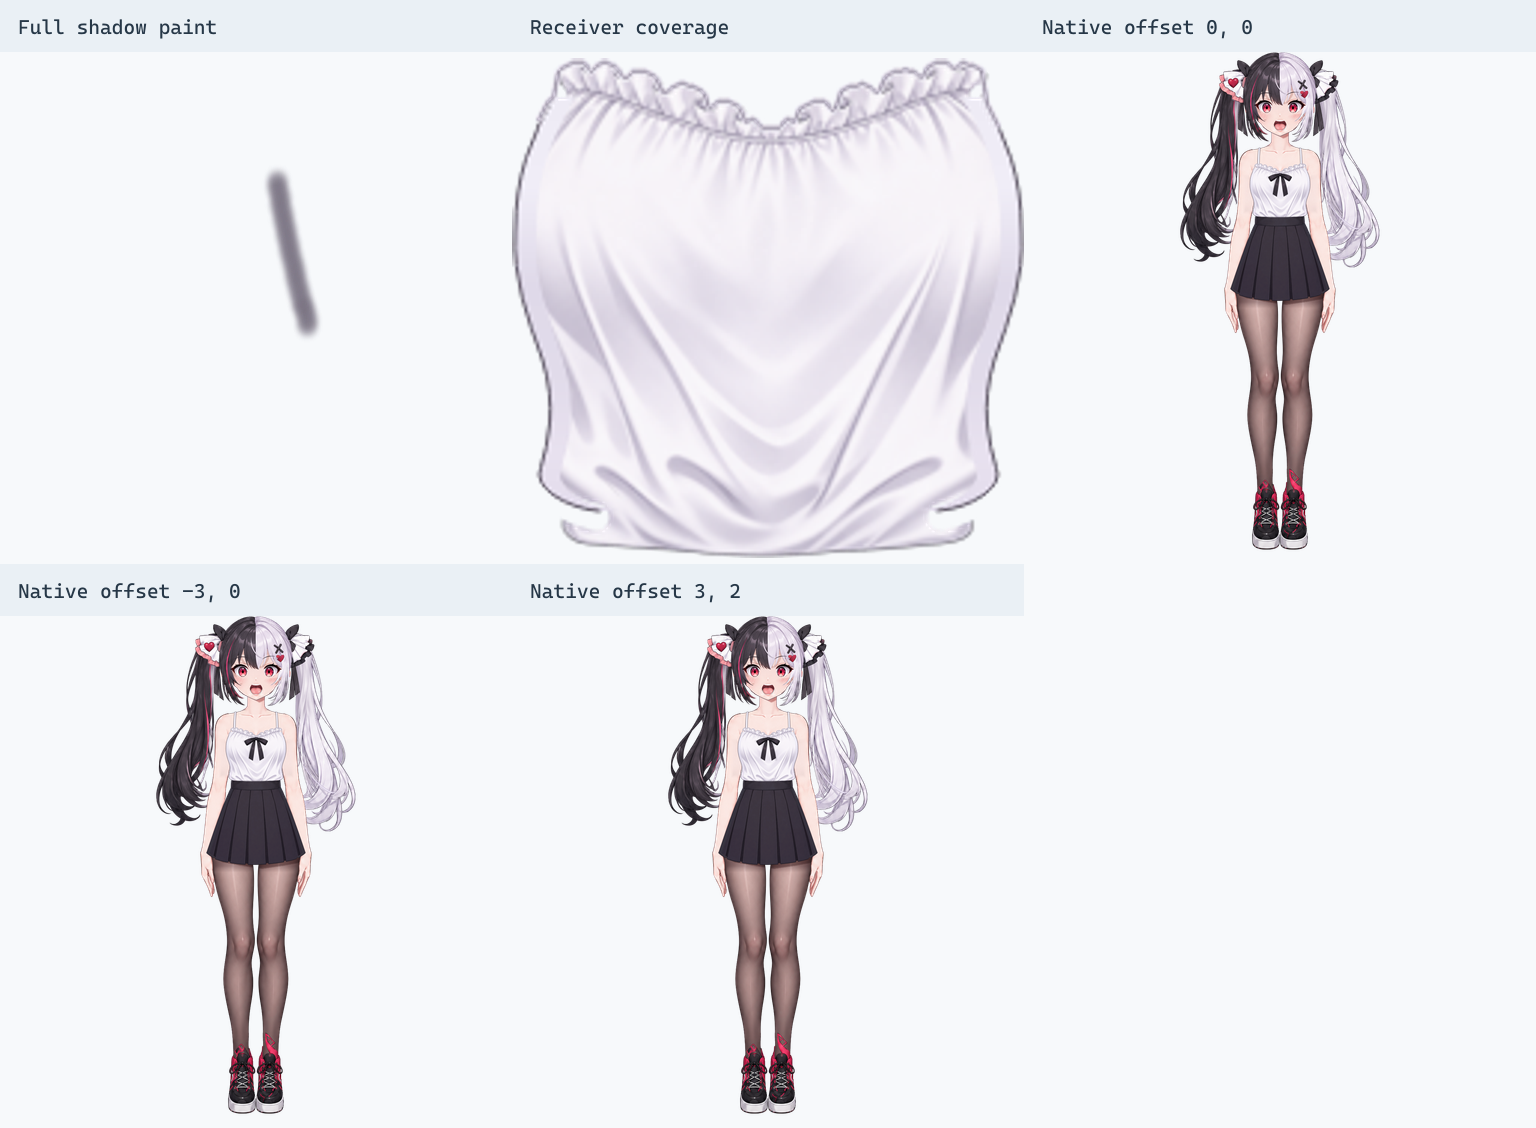 Full shadow paint
Receiver coverage
Native offset 0, 0
Native offset −3, 0
Native offset 3, 2